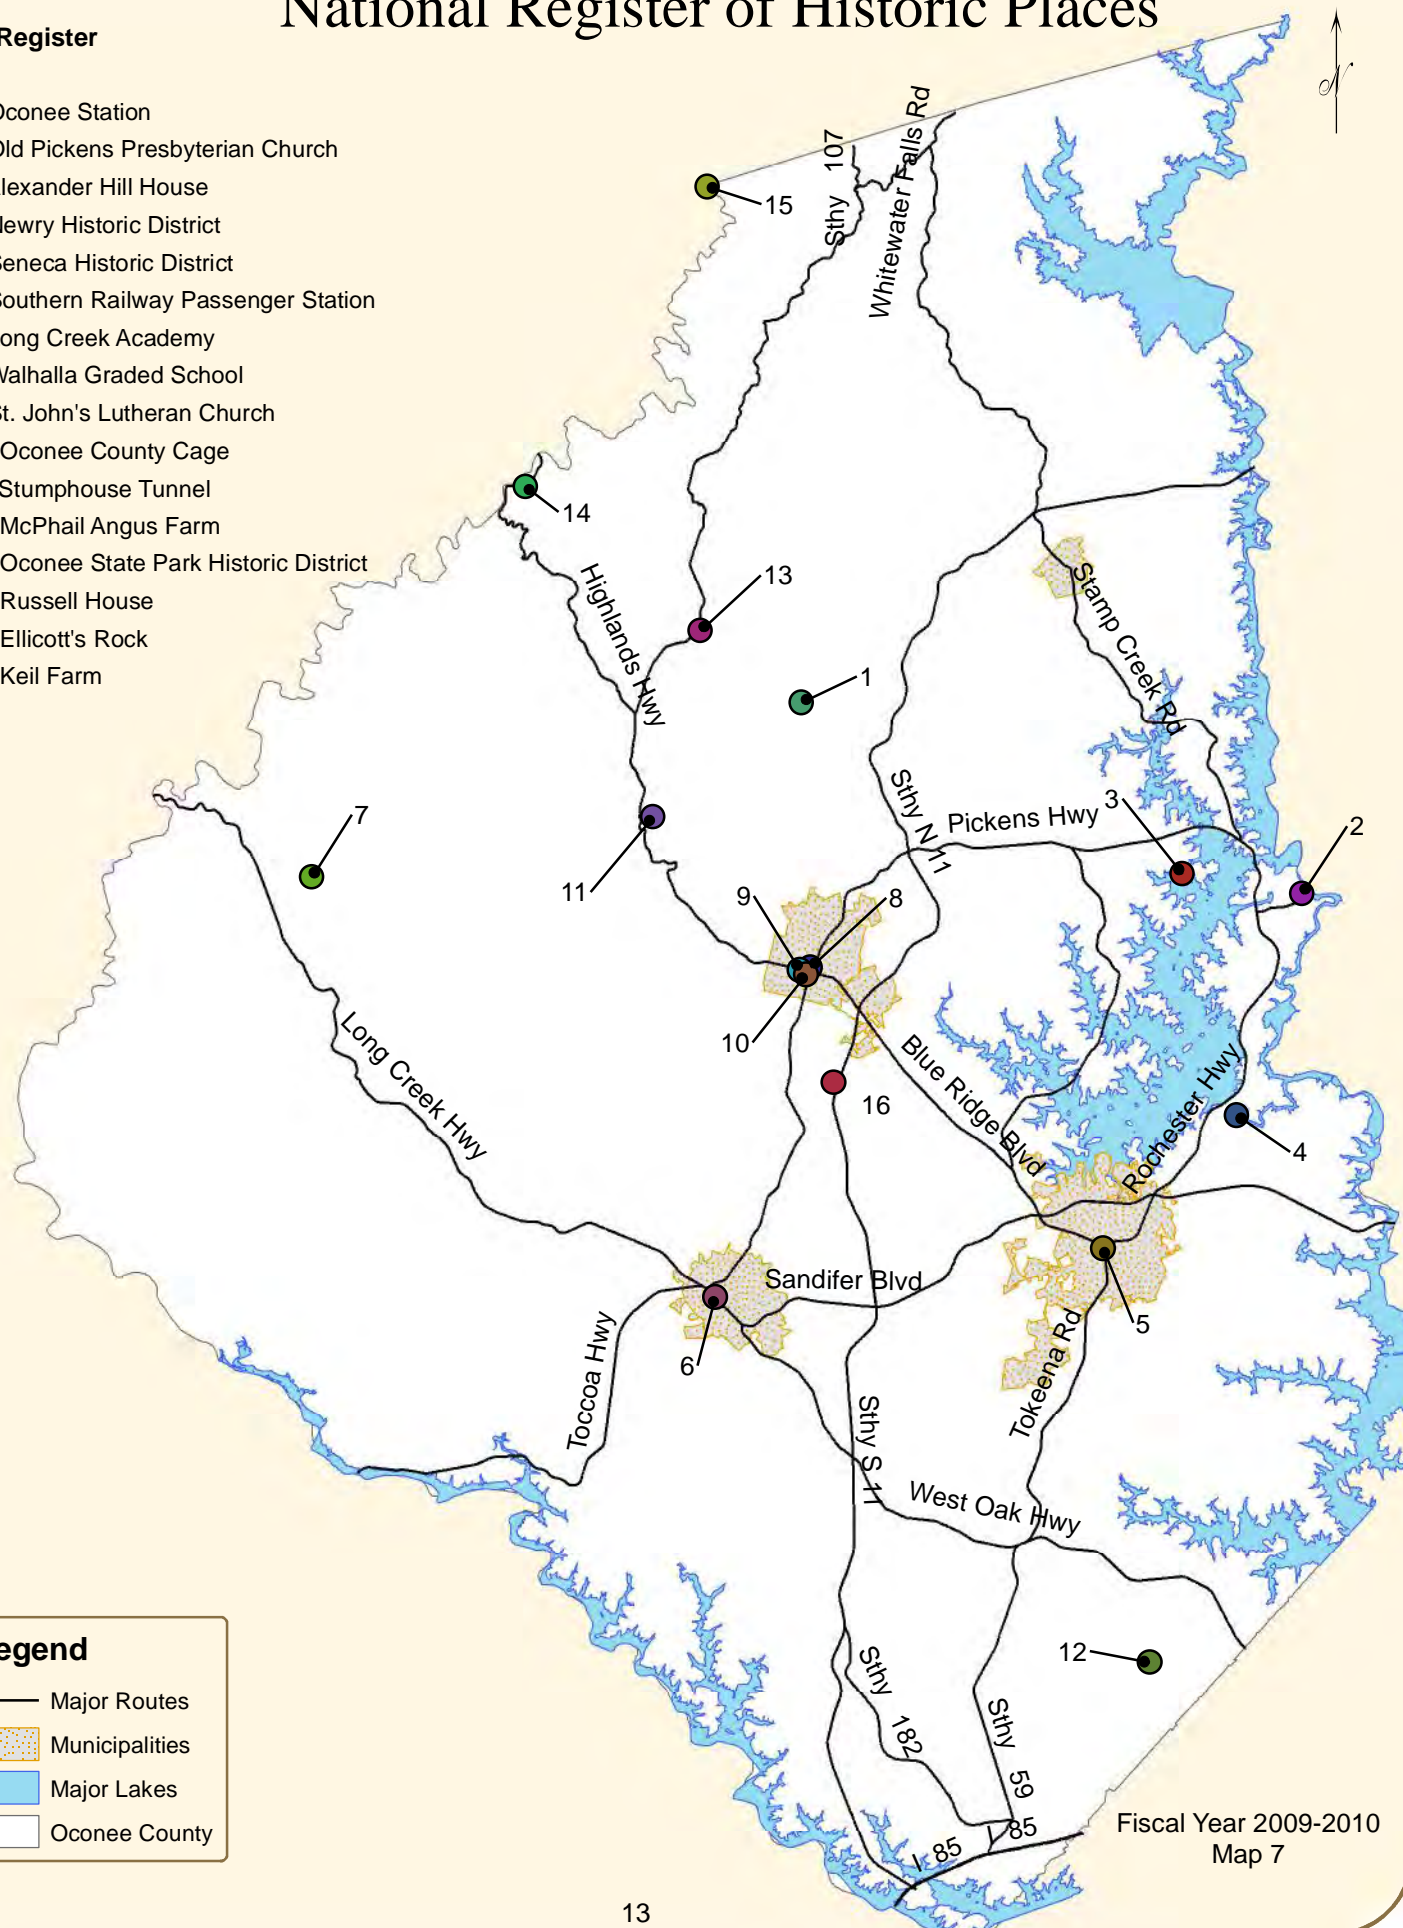 National Register of Historic Places
Register
Oconee Station
Old Pickens Presbyterian Church
Alexander Hill House
Newry Historic District
Seneca Historic District
Southern Railway Passenger Station
Long Creek Academy
Walhalla Graded School
St. John's Lutheran Church
Oconee County Cage
Stumphouse Tunnel
McPhail Angus Farm
Oconee State Park Historic District
Russell House
Ellicott's Rock
Keil Farm
N
Sthy 107
Whitewater Falls Rd
15
14
Highlands Hwy
13
1
Stamp Creek Rd
Sthy N 11
Pickens Hwy
3
2
7
11
9
8
10
16
Long Creek Hwy
Blue Ridge Blvd
Rochester Hwy
4
Sandifer Blvd
5
6
Toccoa Hwy
Tokeena Rd
Sthy S 11
West Oak Hwy
12
Sthy 182
Sthy 59
I 85
I 85
Legend
Major Routes
Municipalities
Major Lakes
Oconee County
Fiscal Year 2009-2010
Map 7
13